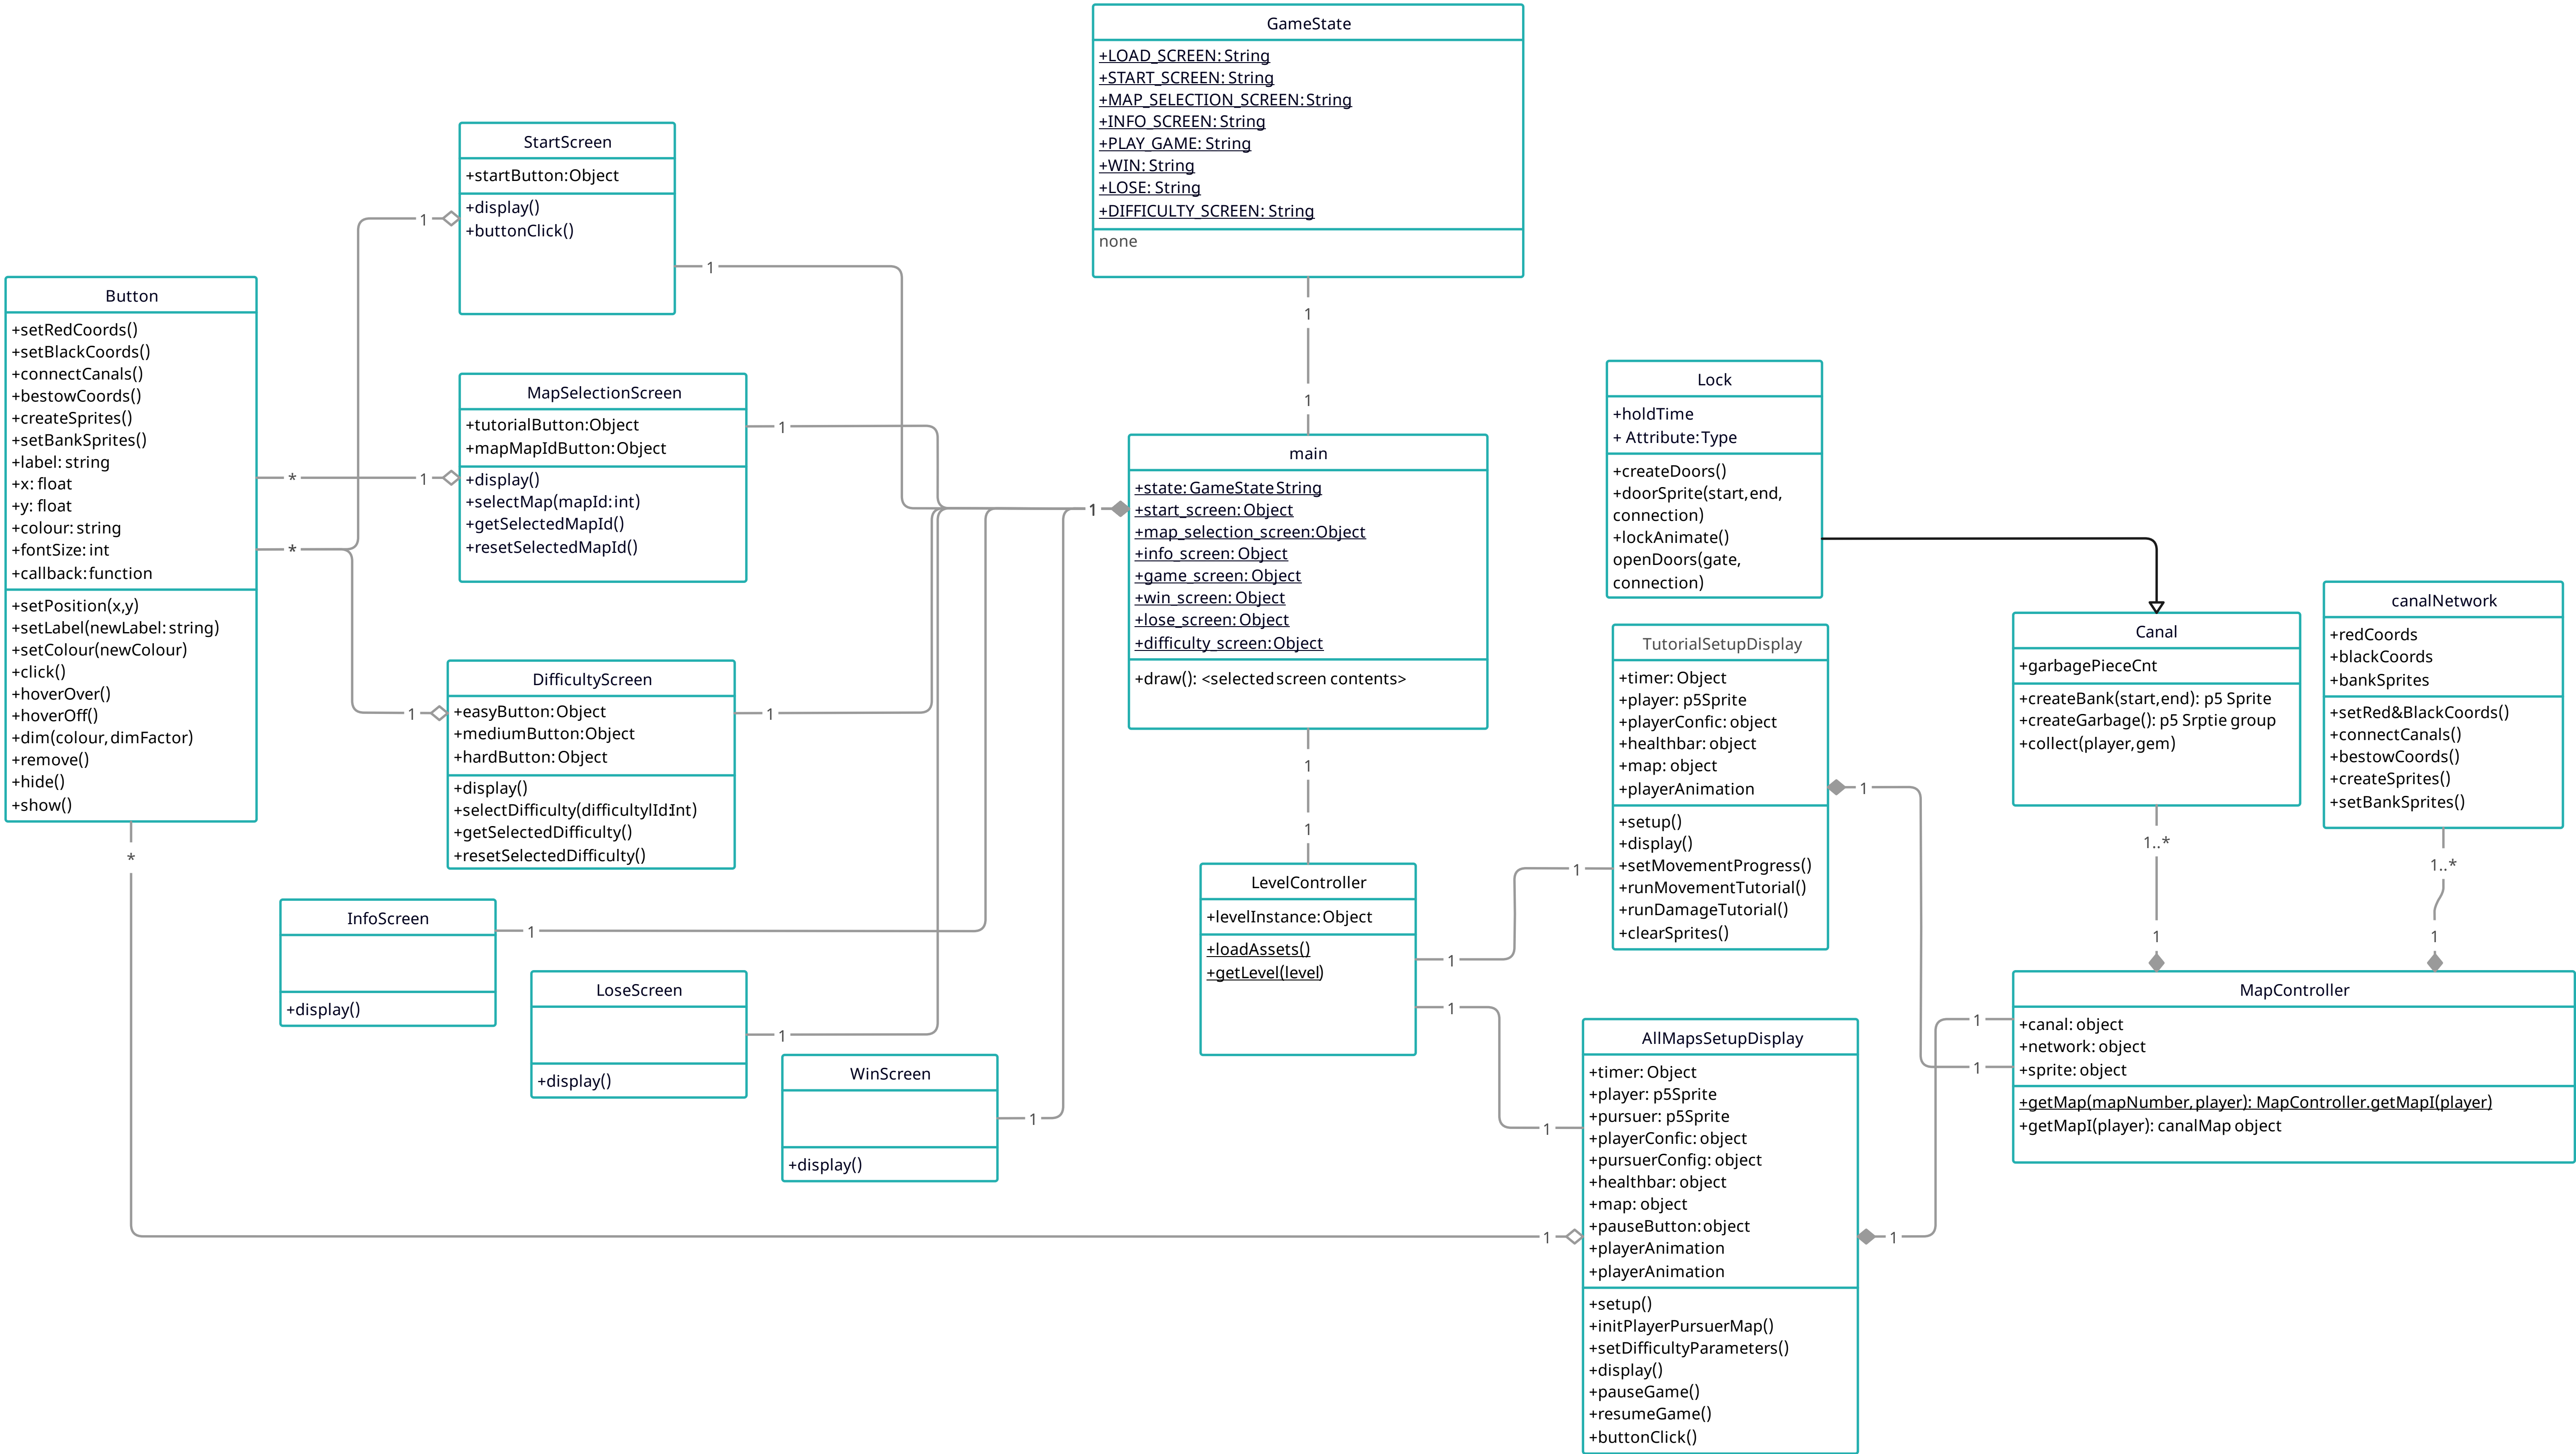 GameState
+LOAD_SCREEN: String
+START_SCREEN: String
+MAP_SELECTION_SCREEN: String
+INFO_SCREEN: String
+PLAY_GAME: String
+WIN: String
+LOSE: String
+DIFFICULTY_SCREEN: String
none
1
1
StartScreen
+startButton: Object
+display()
+buttonClick()
1
1
Button
+setRedCoords()
+setBlackCoords()
+connectCanals()
+bestowCoords()
+createSprites()
+setBankSprites()
+label: string
+x: float
+y: float
+colour: string
+fontSize: int
+callback: function
+setPosition(x,y)
+setLabel(newLabel: string)
+setColour(newColour)
+click()
+hoverOver()
+hoverOff()
+dim(colour, dimFactor)
+remove()
+hide()
+show()
*
*
*
MapSelectionScreen
+tutorialButton: Object
+mapMapIdButton: Object
+display()
+selectMap(mapId: int)
+getSelectedMapId()
+resetSelectedMapId()
1
1
DifficultyScreen
+easyButton: Object
+mediumButton: Object
+hardButton: Object
+display()
+selectDifficulty(difficultylId:Int)
+getSelectedDifficulty()
+resetSelectedDifficulty()
1
1
InfoScreen
+display()
1
LoseScreen
+display()
1
WinScreen
+display()
1
main
+state: GameState String
+start_screen: Object
+map_selection_screen: Object
+info_screen: Object
+game_screen: Object
+win_screen: Object
+lose_screen: Object
+difficulty_screen: Object
+draw(): <selected screen contents>
1
1
1
LevelController
+levelInstance: Object
+loadAssets()
+getLevel(level)
1
1
Lock
+holdTime
+ Attribute: Type
+createDoors()
+doorSprite(start, end,
connection)
+lockAnimate()
openDoors(gate,
connection)
TutorialSetupDisplay
+timer: Object
+player: p5Sprite
+playerConfic: object
+healthbar: object
+map: object
+playerAnimation
+setup()
+display()
+setMovementProgress()
+runMovementTutorial()
+runDamageTutorial()
+clearSprites()
1
1
AllMapsSetupDisplay
+timer: Object
+player: p5Sprite
+pursuer: p5Sprite
+playerConfic: object
+pursuerConfig: object
+healthbar: object
+map: object
+pauseButton: object
+playerAnimation
+playerAnimation
+setup()
+initPlayerPursuerMap()
+setDifficultyParameters()
+display()
+pauseGame()
+resumeGame()
+buttonClick()
1
1
1
Canal
+garbagePieceCnt
+createBank(start,end): p5 Sprite
+createGarbage(): p5 Srptie group
+collect(player, gem)
1..*
1
canalNetwork
+redCoords
+blackCoords
+bankSprites
+setRed&BlackCoords()
+connectCanals()
+bestowCoords()
+createSprites()
+setBankSprites()
1..*
1
MapController
+canal: object
+network: object
+sprite: object
+getMap(mapNumber, player): MapController.getMapI(player)
+getMapI(player): canalMap object
1
1